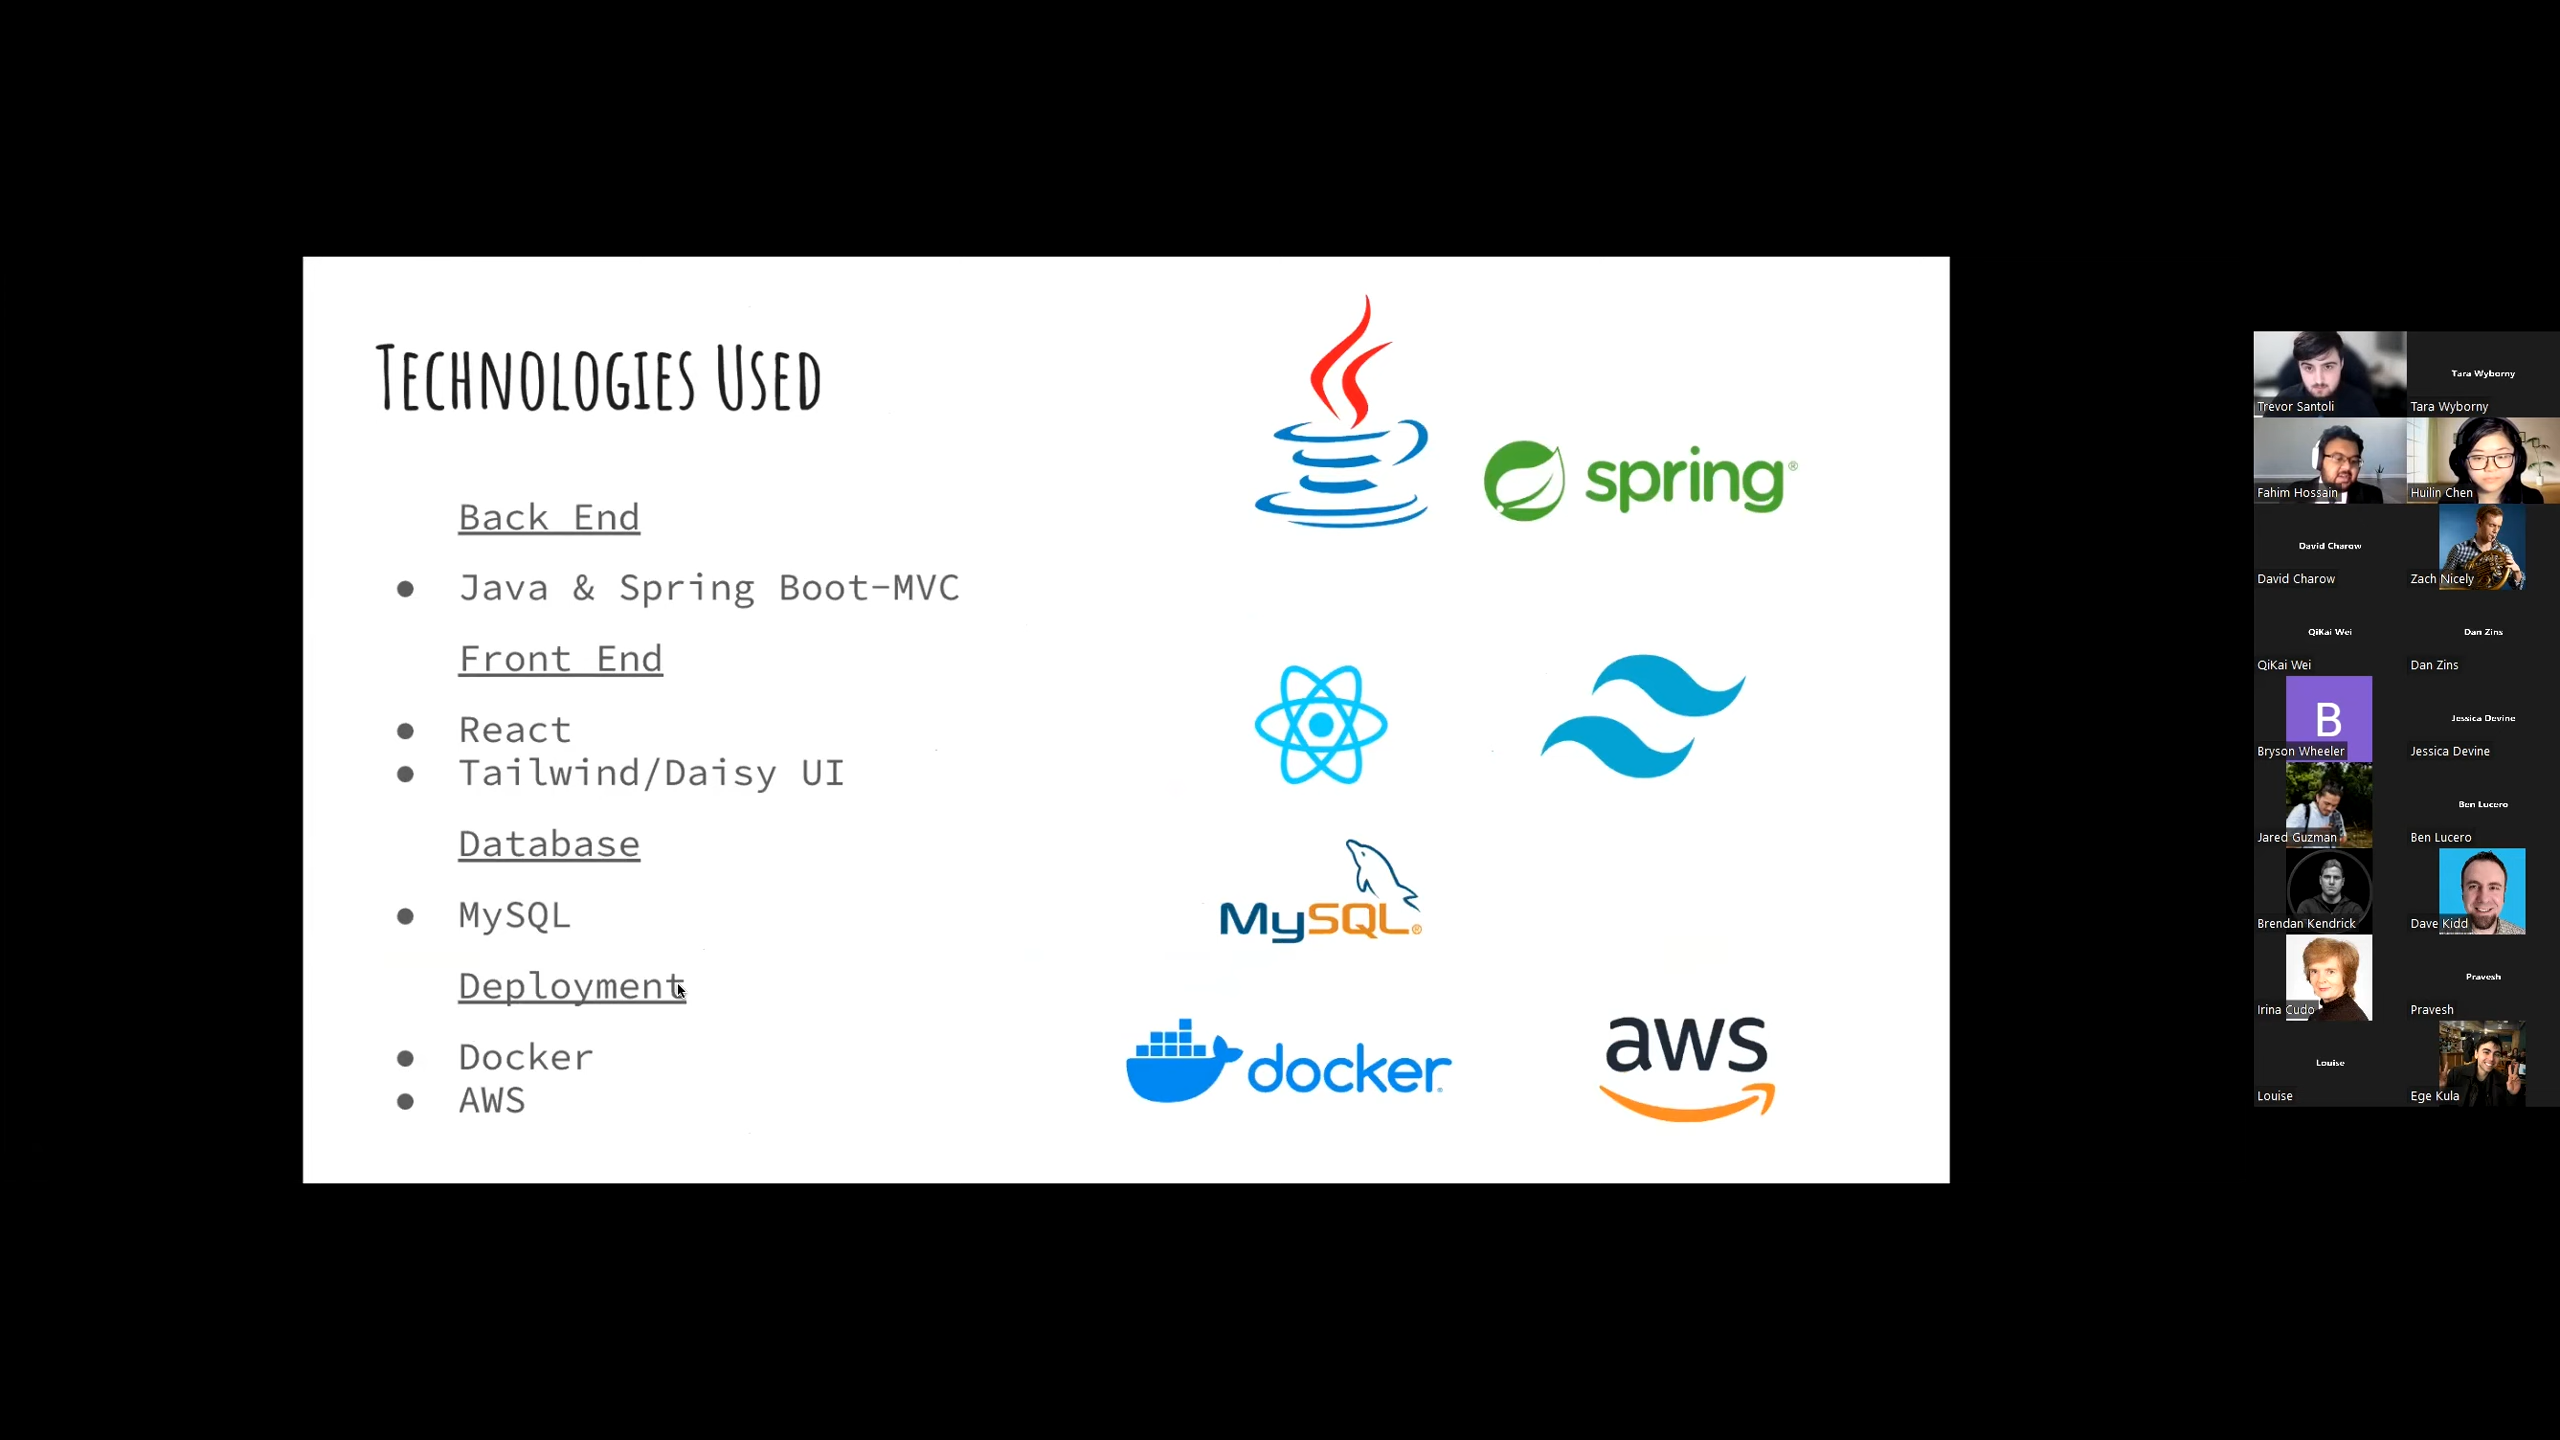 Technologies Used
Back End
● Java & Spring Boot-MVC
Front End
● React
● Tailwind/Daisy UI
Database
● MySQL
Deployment
● Docker
● AWS
spring®
MySQL®
docker
aws
Tara Wyborny
Trevor Santoli
Tara Wyborny
Fahim Hossain
Huilin Chen
David Charow
David Charow
Zach Nicely
QiKai Wei
Dan Zins
QiKai Wei
Dan Zins
B
Jessica Devine
Bryson Wheeler
Jessica Devine
Ben Lucero
Jared Guzman
Ben Lucero
Brendan Kendrick
Dave Kidd
Pravesh
Irina Cudo
Pravesh
Louise
Louise
Ege Kula